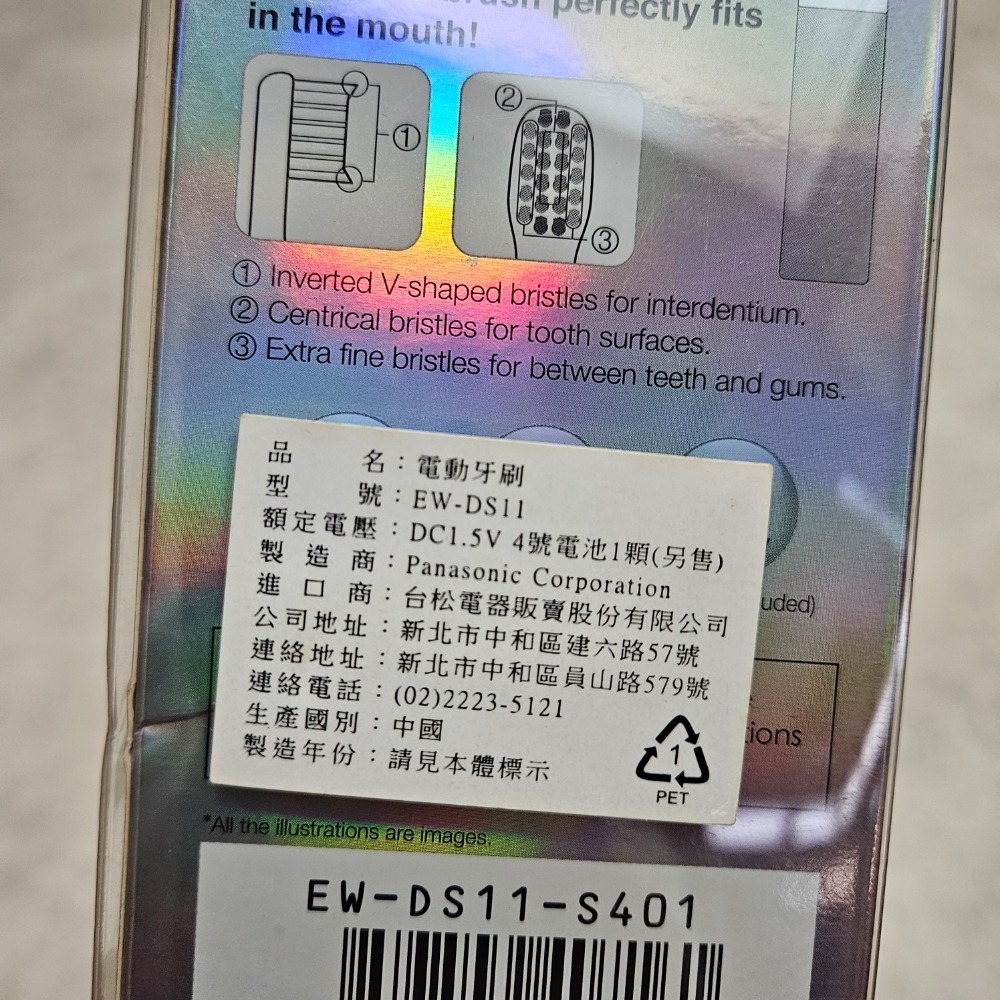 perfectly fits
in the mouth!
①
②
③
① Inverted V-shaped bristles for interdentium.
② Centrical bristles for tooth surfaces.
③ Extra fine bristles for between teeth and gums.
品名：電動牙刷
型號：EW-DS11
額定電壓：DC1.5V 4號電池1顆(另售)
製造商：Panasonic Corporation
進口商：台松電器販賣股份有限公司
公司地址：新北市中和區建六路57號
連絡地址：新北市中和區員山路579號
連絡電話：(02)2223-5121
生產國別：中國
製造年份：請見本體標示
1
PET
*All the illustrations are images.
EW-DS11-S401